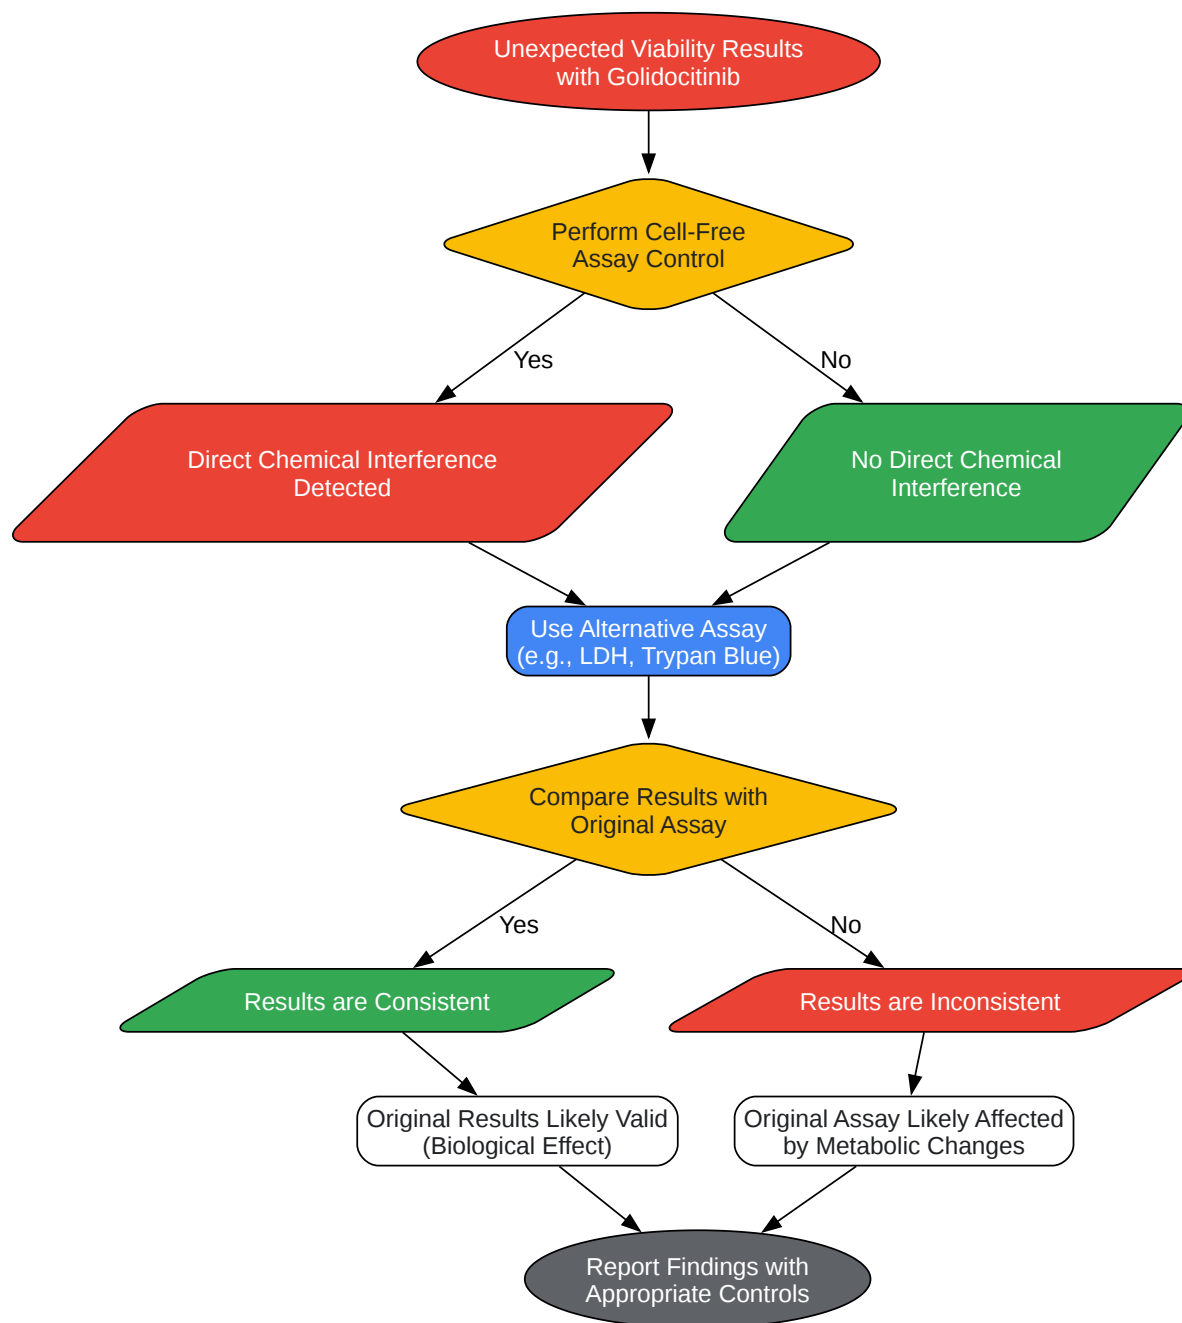 Unexpected Viability Results
with Golidocitinib
Perform Cell-Free
Assay Control
Yes
No
Direct Chemical Interference
Detected
No Direct Chemical
Interference
Use Alternative Assay
(e.g., LDH, Trypan Blue)
Compare Results with
Original Assay
Yes
No
Results are Consistent
Results are Inconsistent
Original Results Likely Valid
(Biological Effect)
Original Assay Likely Affected
by Metabolic Changes
Report Findings with
Appropriate Controls